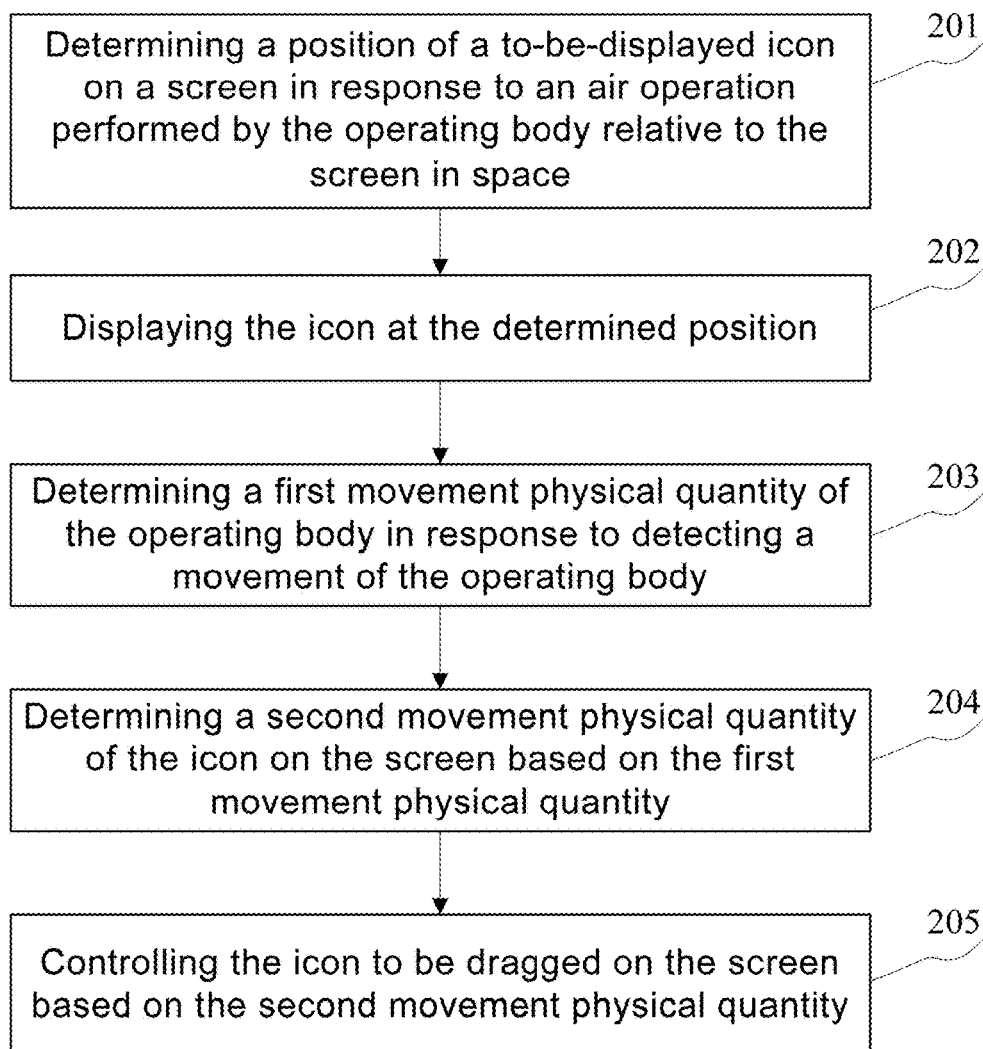 201
Determining a position of a to-be-displayed icon
on a screen in response to an air operation
performed by the operating body relative to the
screen in space
202
Displaying the icon at the determined position
203
Determining a first movement physical quantity of
the operating body in response to detecting a
movement of the operating body
204
Determining a second movement physical quantity
of the icon on the screen based on the first
movement physical quantity
205
Controlling the icon to be dragged on the screen
based on the second movement physical quantity